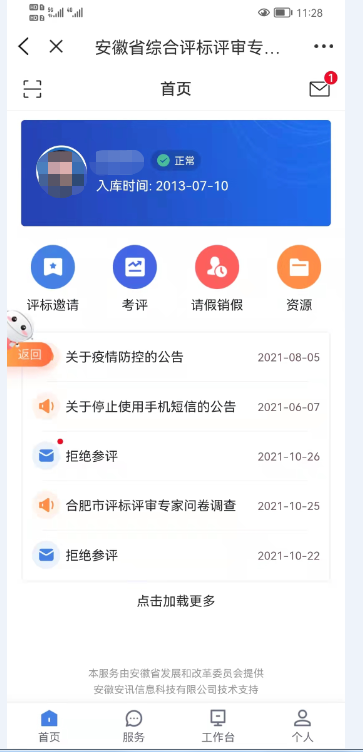 11:28
安徽省综合评标评审专...
首页
1
正常
入库时间: 2013-07-10
评标邀请
考评
请假销假
资源
返回
关于疫情防控的公告 2021-08-05
关于停止使用手机短信的公告 2021-06-07
拒绝参评 2021-10-26
合肥市评标评审专家问卷调查 2021-10-25
拒绝参评 2021-10-22
点击加载更多
本服务由安徽省发展和改革委员会提供
安徽安讯信息科技有限公司技术支持
首页
服务
工作台
个人